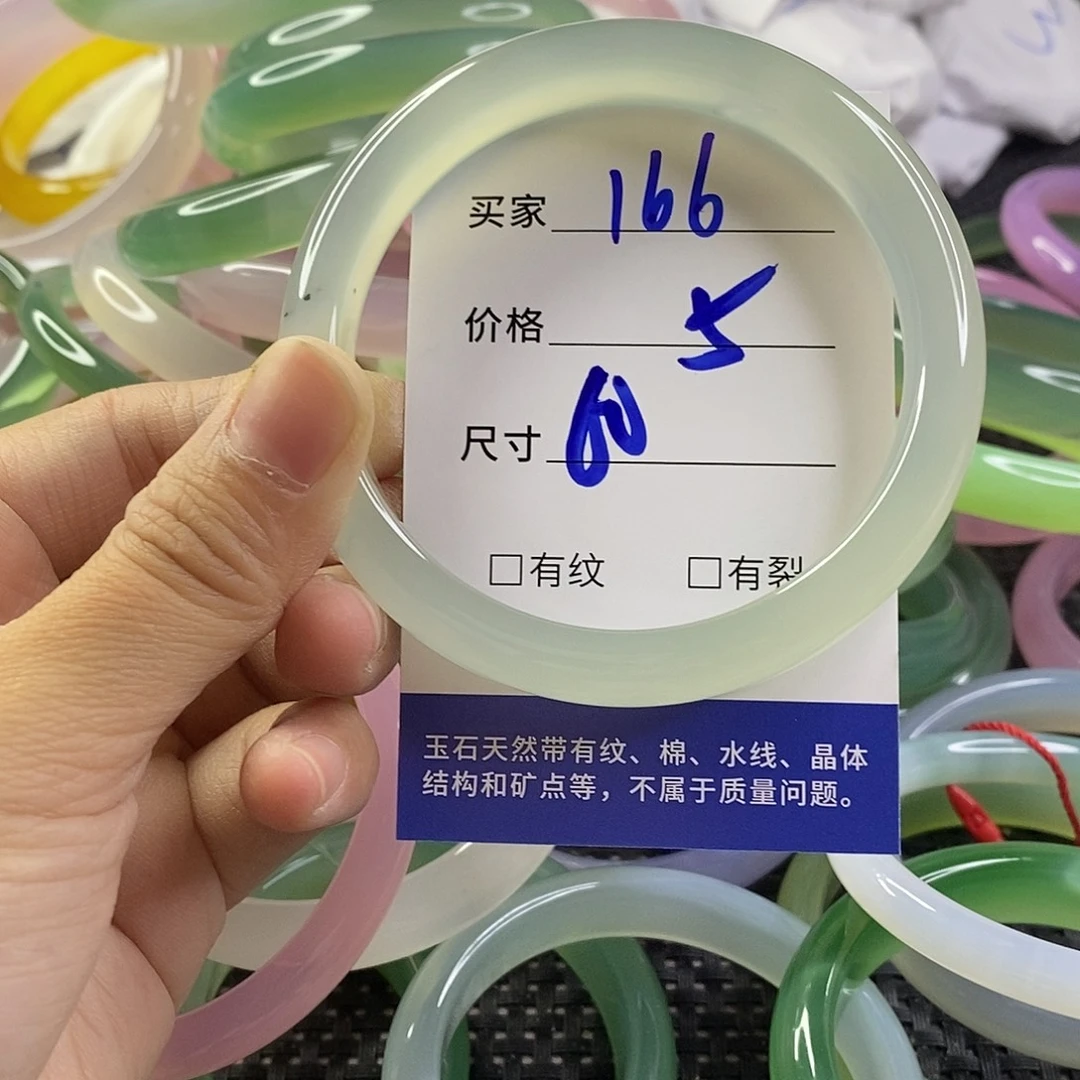 买家 166
价格 5
尺寸 60
□有纹 □有裂
玉石天然带有纹、棉、水线、晶体
结构和矿点等，不属于质量问题。